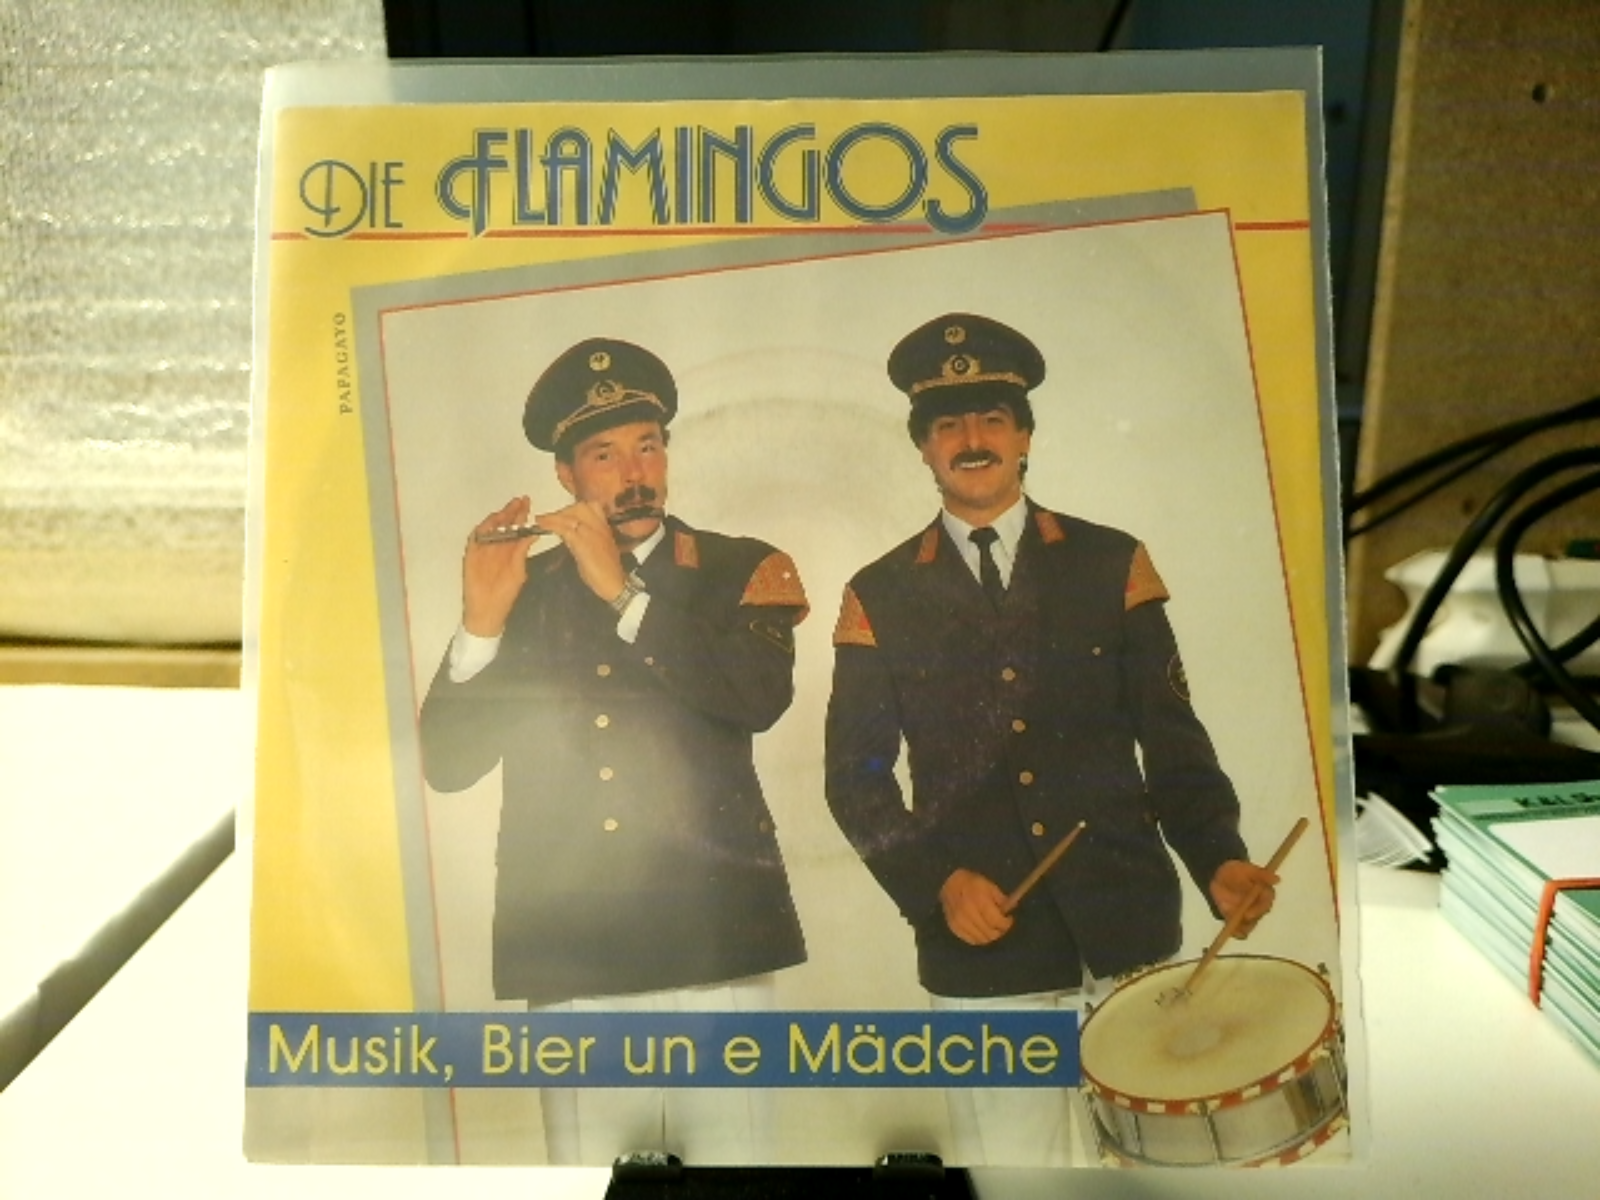 DIE FLAMINGOS
PAPAGAYO
Musik, Bier un e Mädche